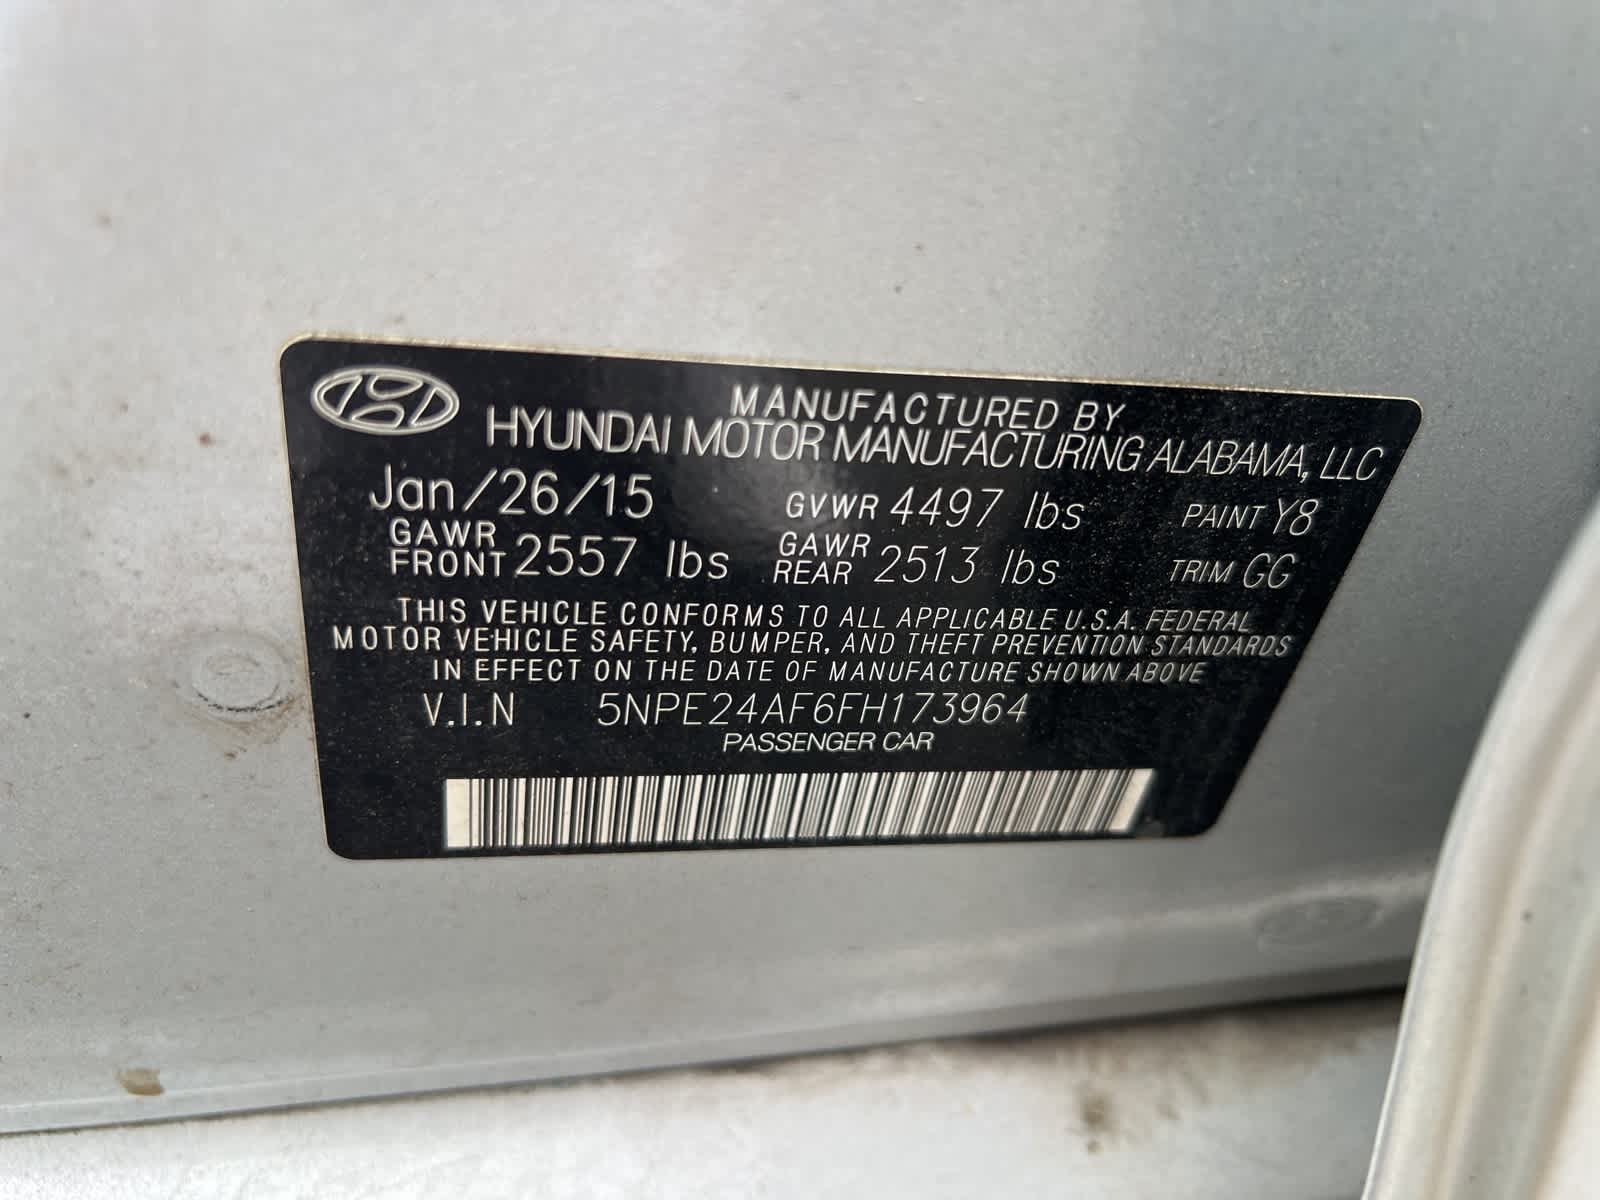 MANUFACTURED BY
HYUNDAI MOTOR MANUFACTURING ALABAMA, LLC
Jan/26/15 GVWR 4497 lbs PAINT Y8
GAWR FRONT 2557 lbs GAWR REAR 2513 lbs TRIM GG
THIS VEHICLE CONFORMS TO ALL APPLICABLE U.S.A. FEDERAL
MOTOR VEHICLE SAFETY, BUMPER, AND THEFT PREVENTION STANDARDS
IN EFFECT ON THE DATE OF MANUFACTURE SHOWN ABOVE
V.I.N 5NPE24AF6FH173964
PASSENGER CAR